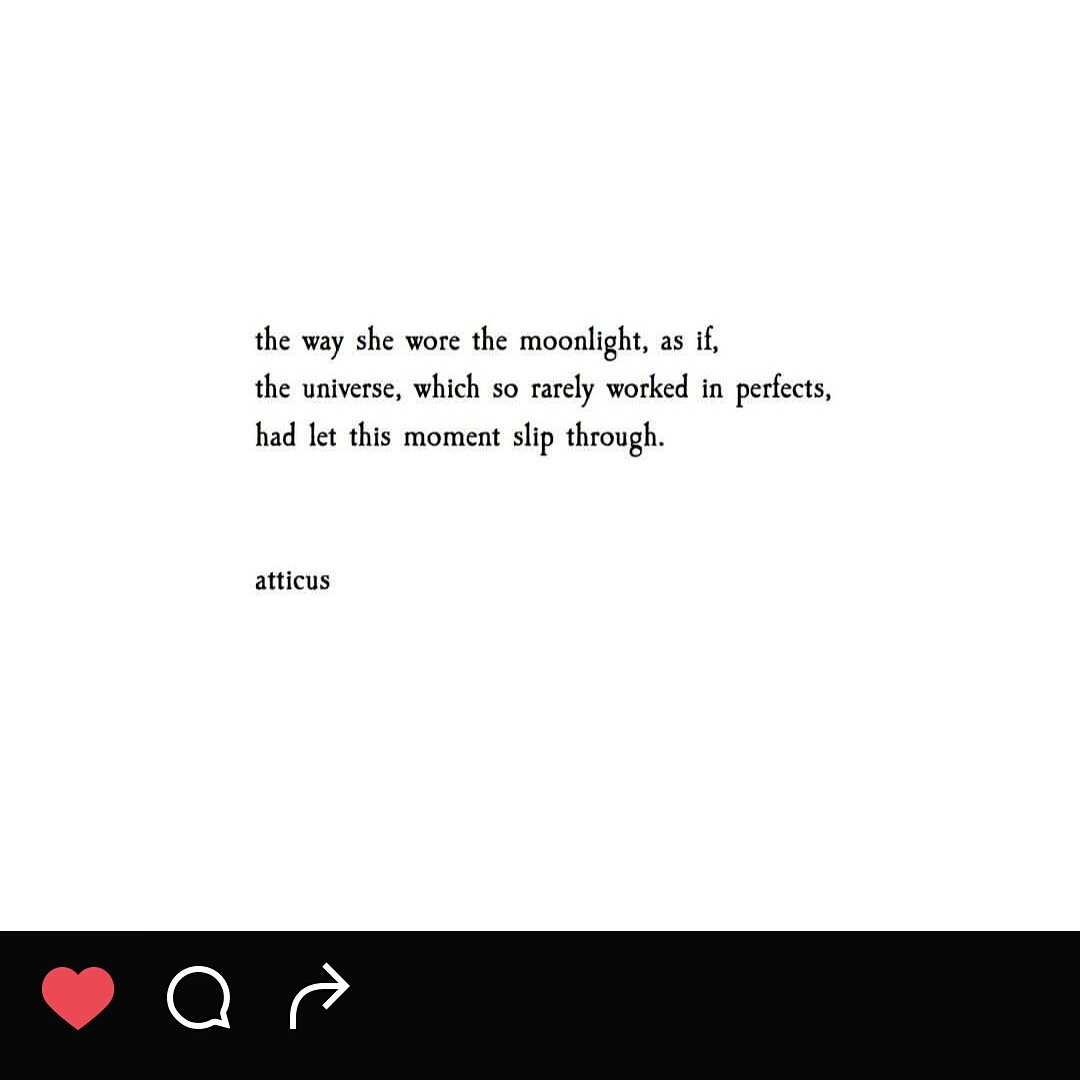 the way she wore the moonlight, as if,
the universe, which so rarely worked in perfects,
had let this moment slip through.
atticus